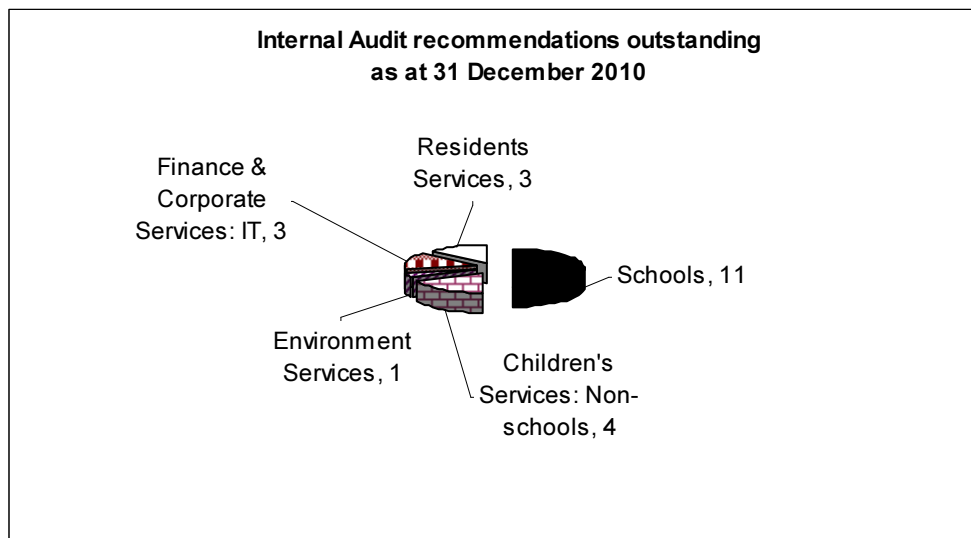 Internal Audit recommendations outstanding
as at 31 December 2010
Residents
Services, 3
Finance &
Corporate
Services: IT, 3
Schools, 11
Environment
Services, 1
Children's
Services: Non-
schools, 4